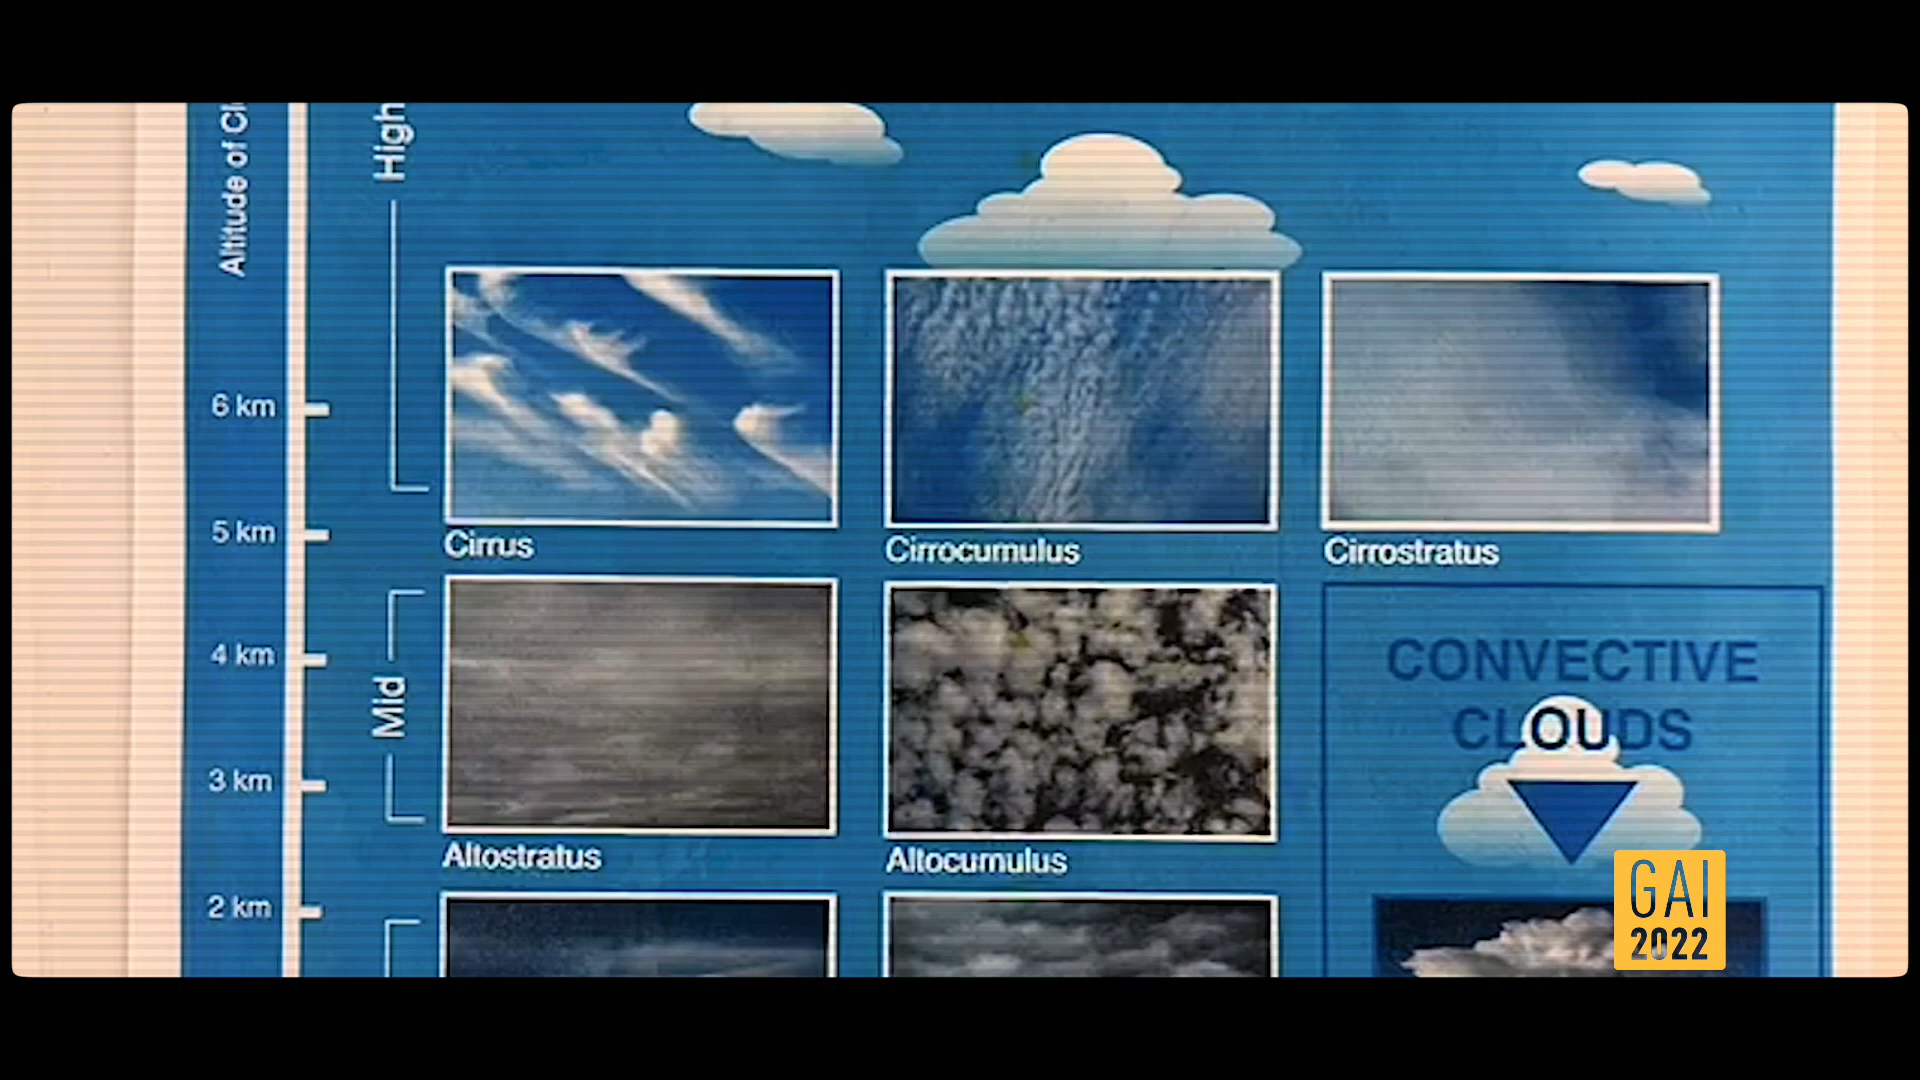 Altitude of
High
6 km
5 km
Cirrus
Cirrocumulus
Cirrostratus
4 km
Mid
3 km
CONVECTIVE
CLOUDS
Altostratus
Altocumulus
2 km
GAI
2022